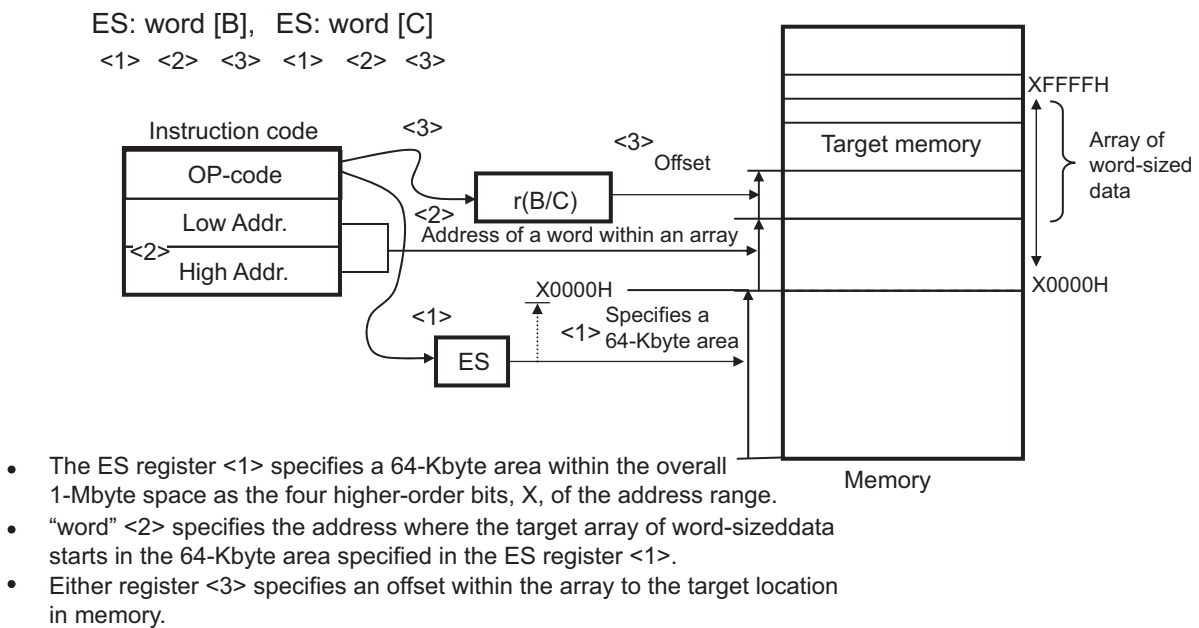 ES: word [B],   ES: word [C]
<1>   <2>   <3>   <1>   <2>   <3>
Instruction code
OP-code
Low Addr.
<2>
High Addr.
<3>
r(B/C)
<3>
Offset
<2>
Address of a word within an array
X0000H
<1>
ES
<1>
Specifies a
64-Kbyte area
Target memory
XFFFFH
Array of
word-sized
data
X0000H
Memory
• The ES register <1> specifies a 64-Kbyte area within the overall
1-Mbyte space as the four higher-order bits, X, of the address range.
• “word” <2> specifies the address where the target array of word-sizeddata
starts in the 64-Kbyte area specified in the ES register <1>.
• Either register <3> specifies an offset within the array to the target location
in memory.